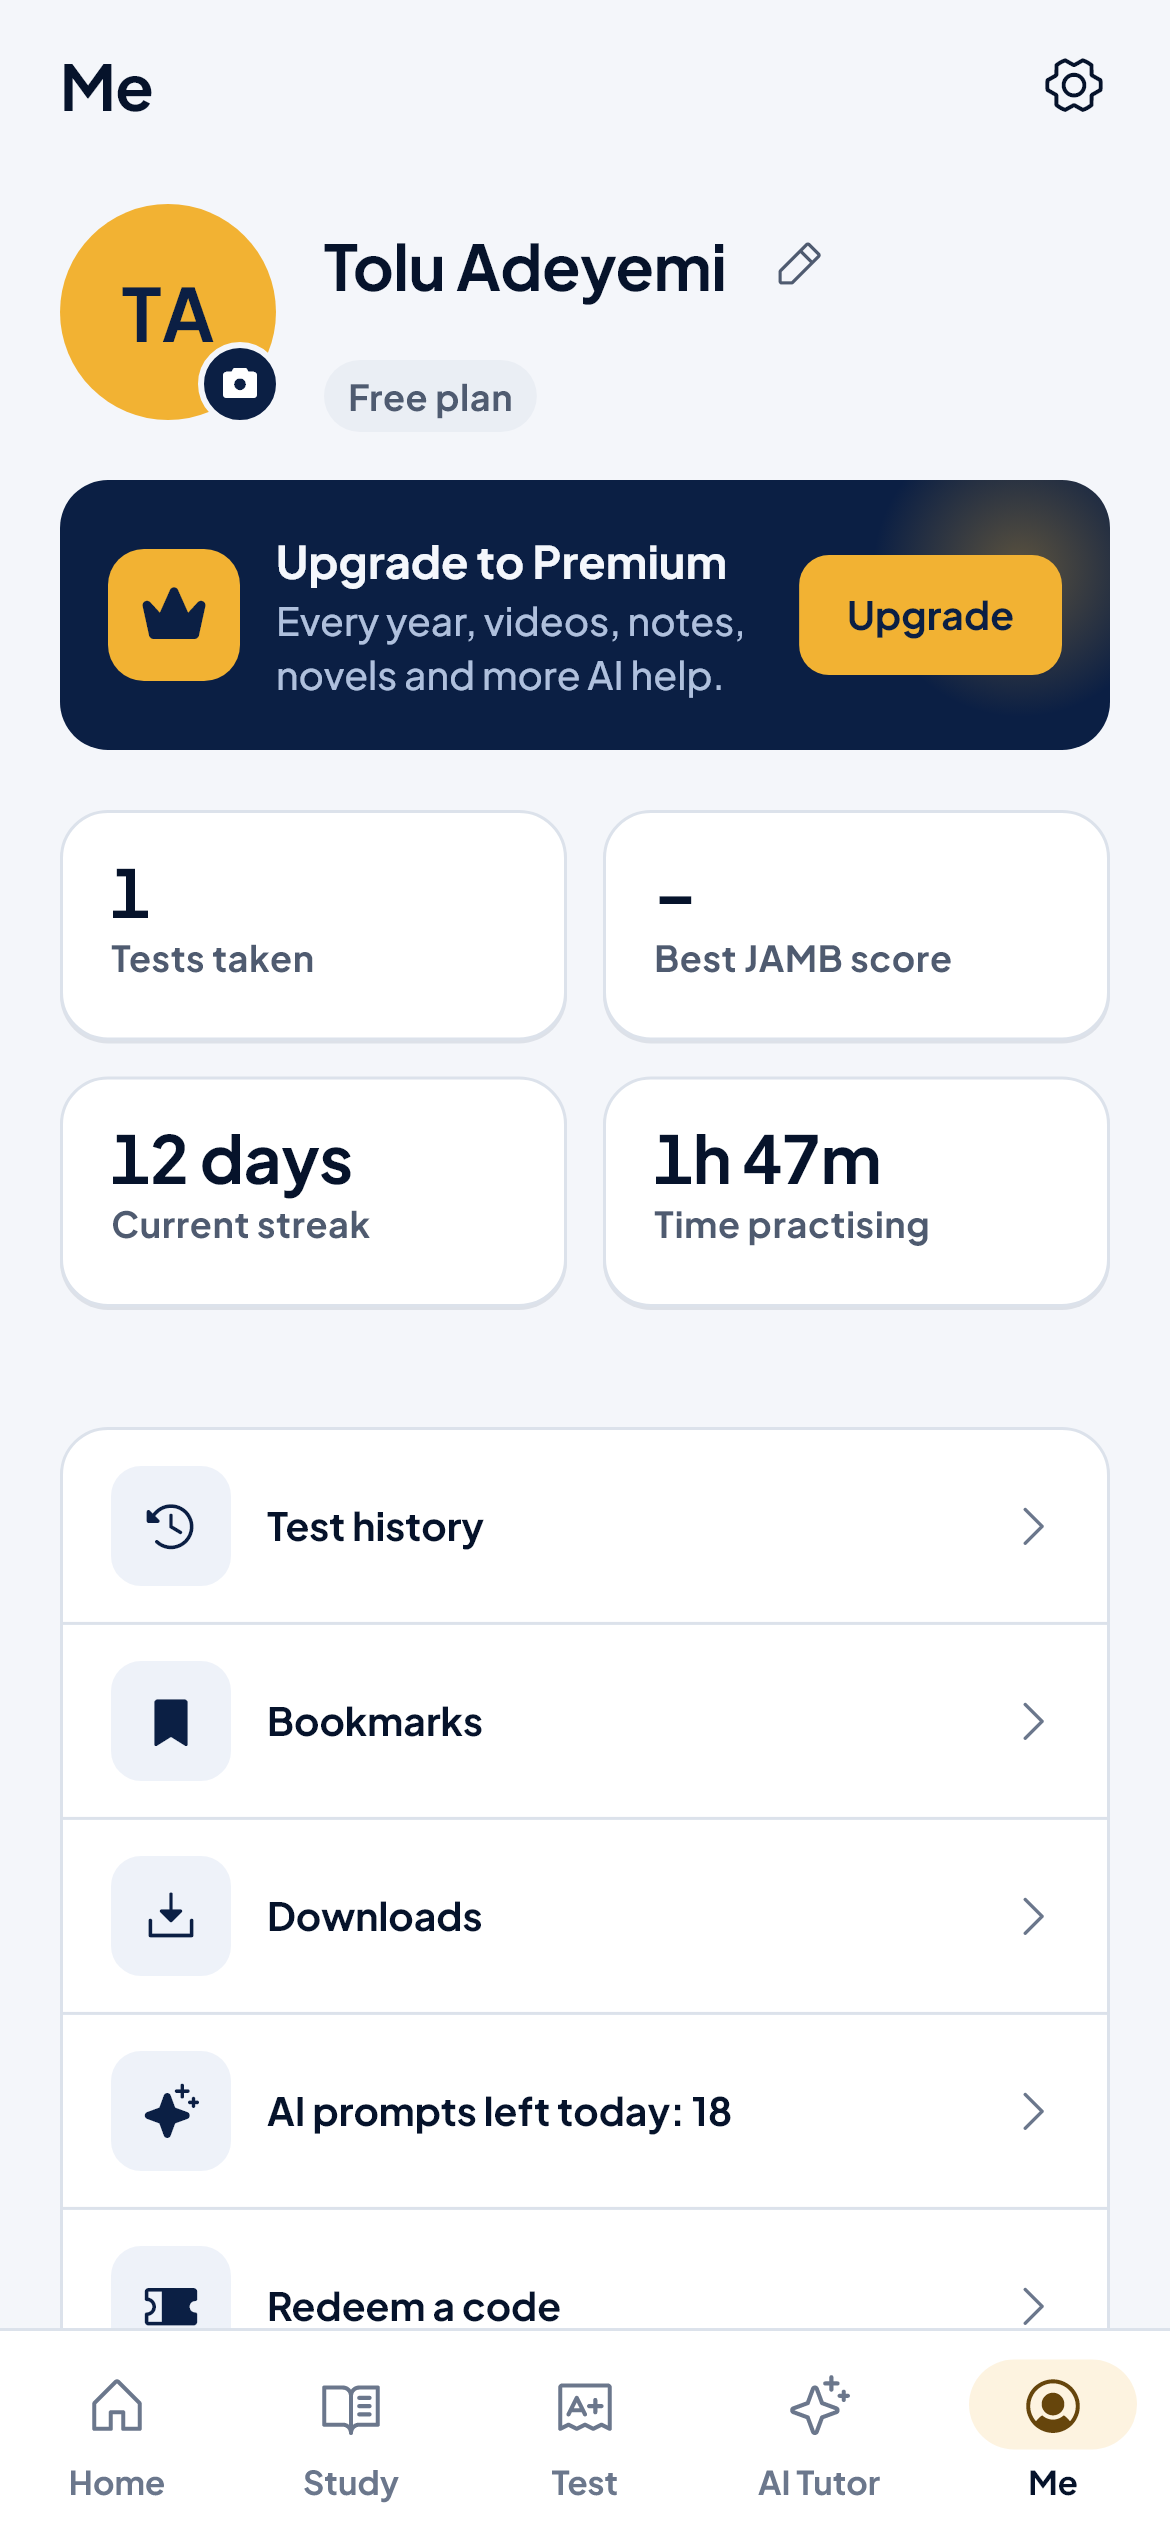 Me
Tolu Adeyemi
TA
Free plan
Upgrade to Premium
Every year, videos, notes,
novels and more AI help.
Upgrade
1
Tests taken
–
Best JAMB score
12 days
Current streak
1h 47m
Time practising
Test history
Bookmarks
Downloads
AI prompts left today: 18
Redeem a code
A+
Home
Study
Test
AI Tutor
Me